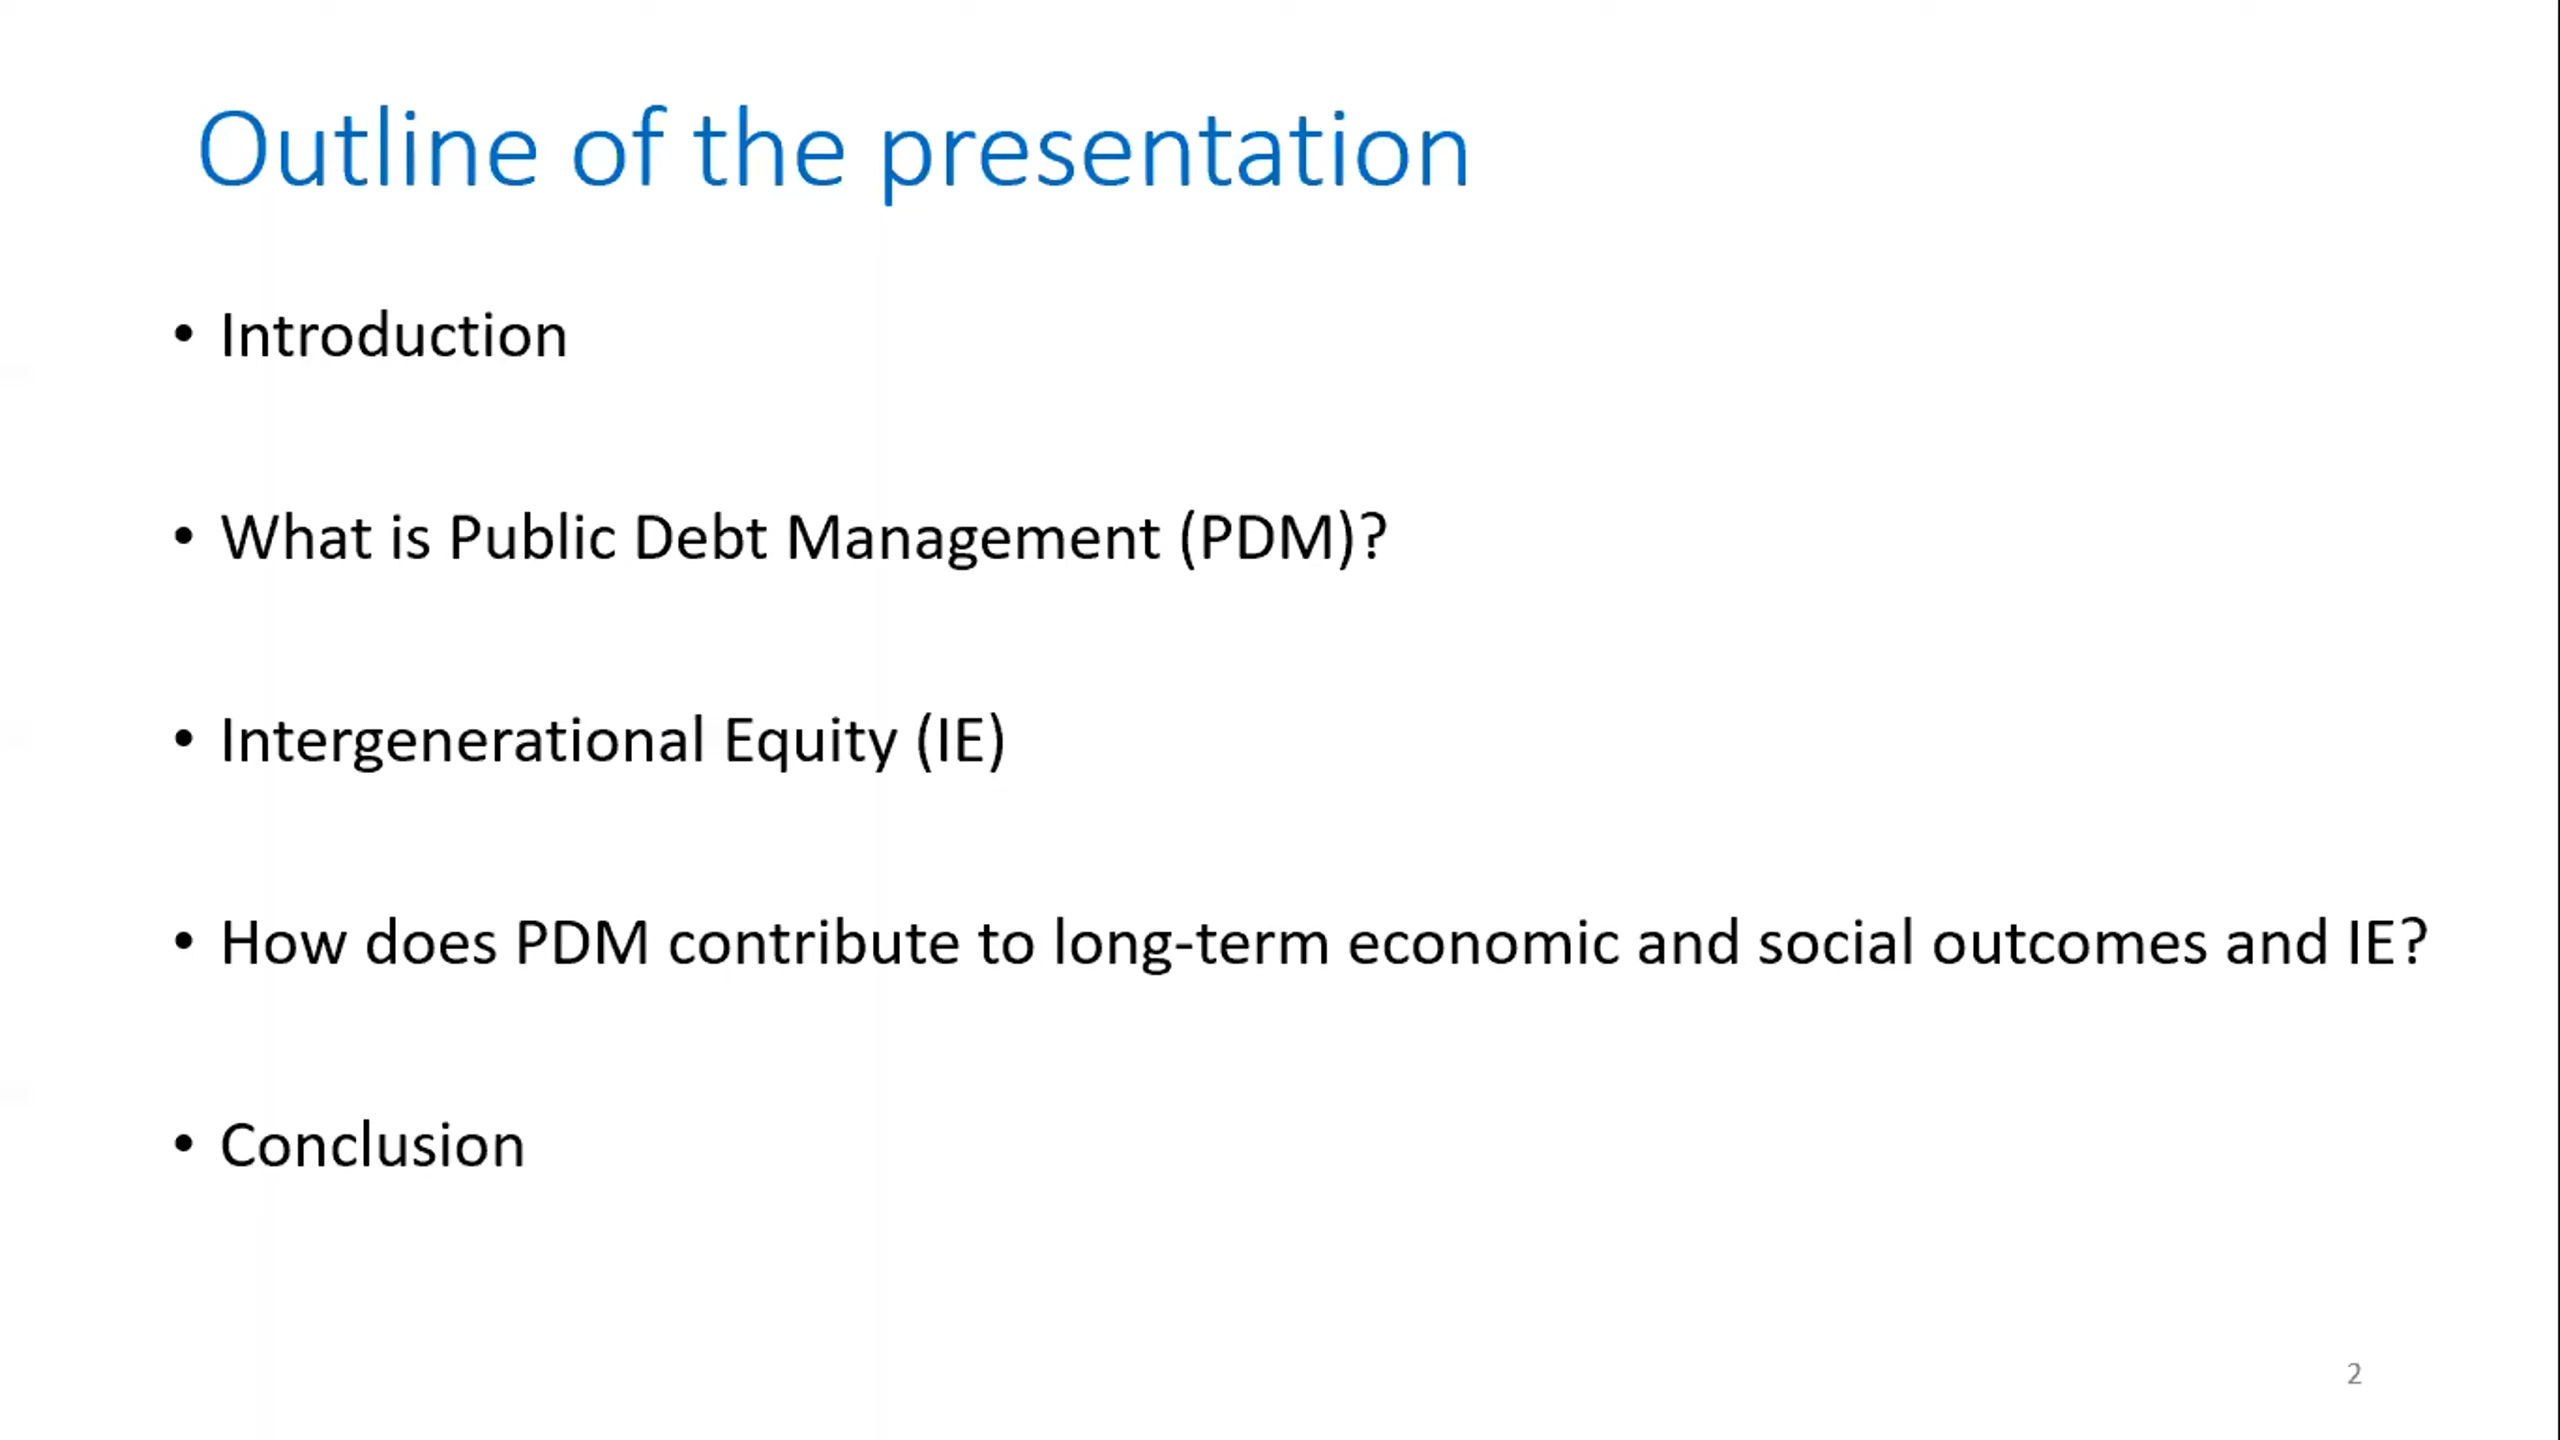 Outline of the presentation
• Introduction
• What is Public Debt Management (PDM)?
• Intergenerational Equity (IE)
• How does PDM contribute to long-term economic and social outcomes and IE?
• Conclusion
2